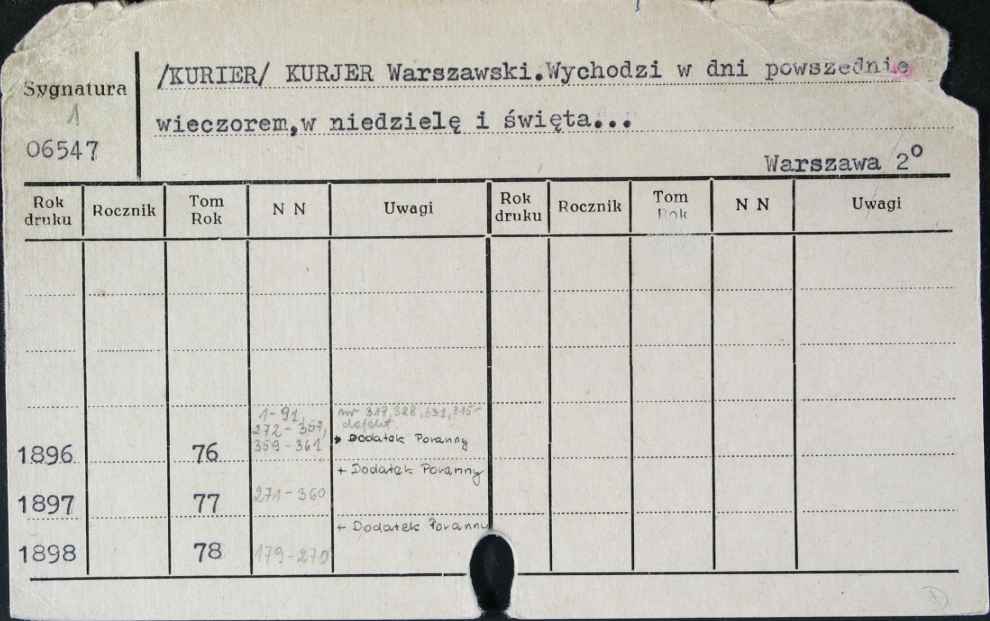 /KURIER/ KURJER Warszawski.Wychodzi w dni powszednie
wieczorem,w niedzielę i święta...
Warszawa 2°
Sygnatura
1
06547
Rok druku Rocznik Tom Rok N N Uwagi Rok druku Rocznik Tom Rok N N Uwagi
1-91, nr
272-357, defekt.
359-361 + Dodatek Poranny
1896 76
+ Dodatek Poranny
1897 77 271-360
+ Dodatek Poranny
1898 78 179-270